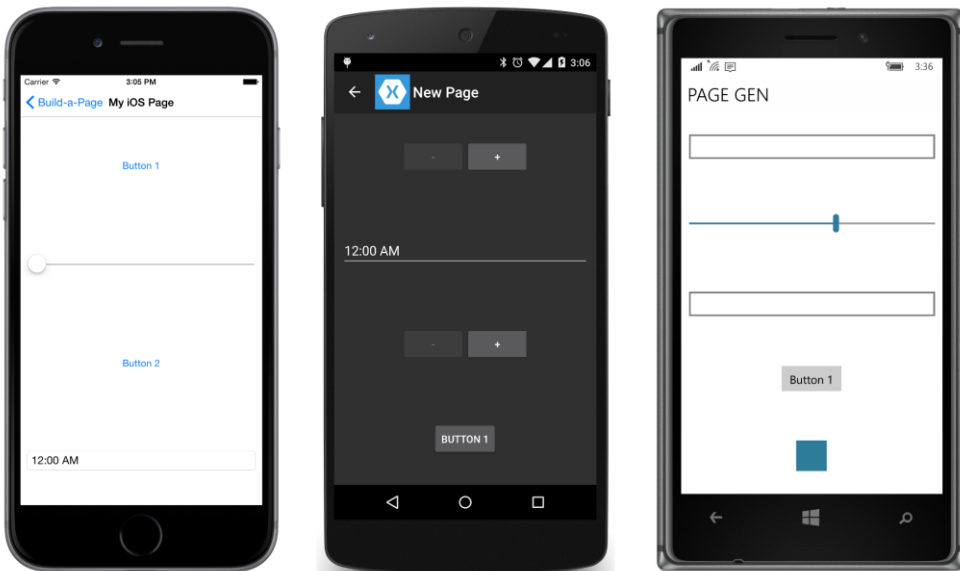 Carrier 3:05 PM
Build-a-Page My iOS Page
Button 1
Button 2
12:00 AM
3:06
New Page
- +
12:00 AM
- +
BUTTON 1
3:36
PAGE GEN
Button 1